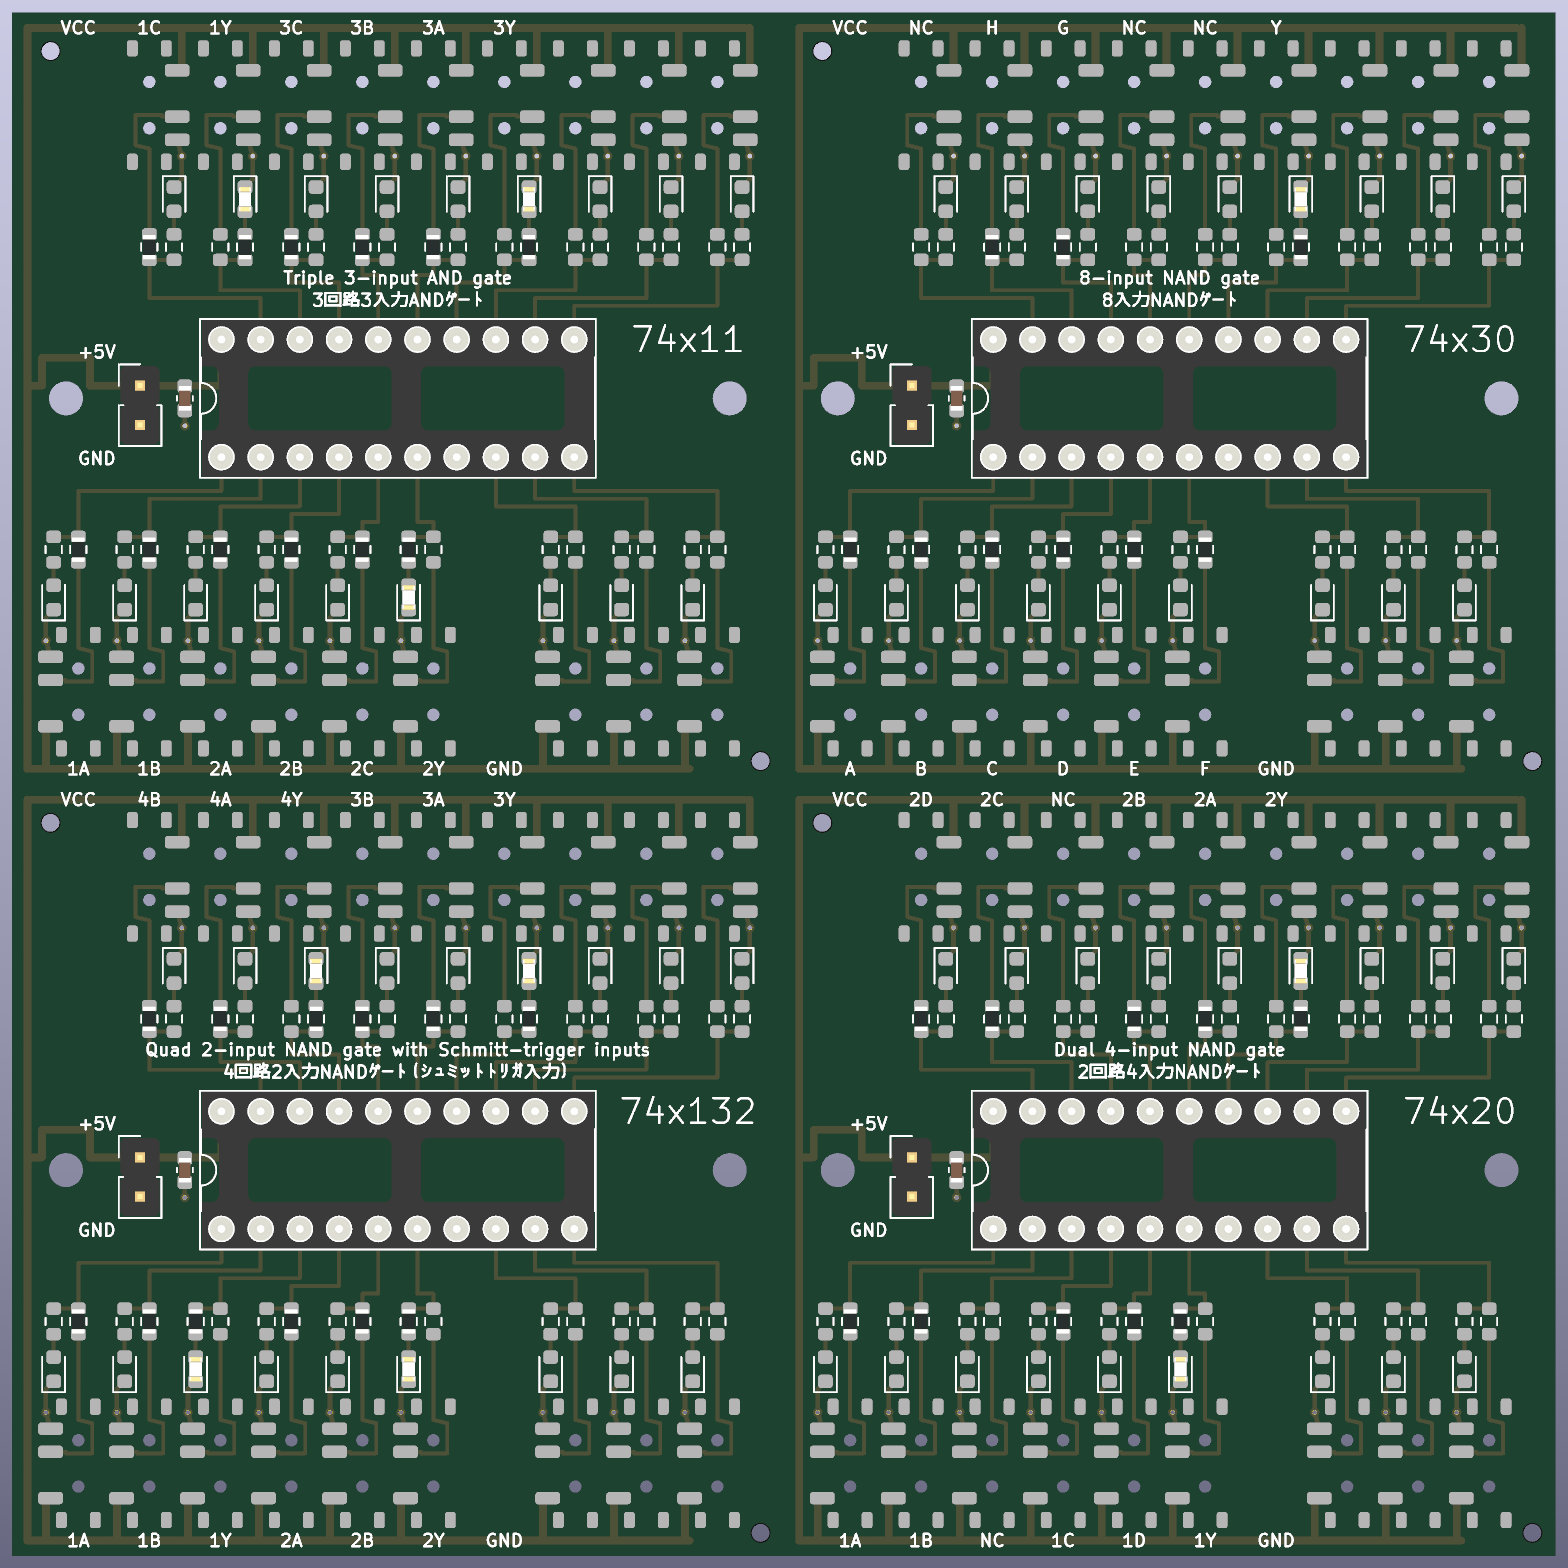 VCC 1C 1Y 3C 3B 3A 3Y
Triple 3-input AND gate
3回路3入力ANDゲート
74x11
+5V
GND
1A 1B 2A 2B 2C 2Y GND
VCC NC H G NC NC Y
8-input NAND gate
8入力NANDゲート
74x30
+5V
GND
A B C D E F GND
VCC 4B 4A 4Y 3B 3A 3Y
Quad 2-input NAND gate with Schmitt-trigger inputs
4回路2入力NANDゲート(シュミットトリガ入力)
74x132
+5V
GND
1A 1B 1Y 2A 2B 2Y GND
VCC 2D 2C NC 2B 2A 2Y
Dual 4-input NAND gate
2回路4入力NANDゲート
74x20
+5V
GND
1A 1B NC 1C 1D 1Y GND